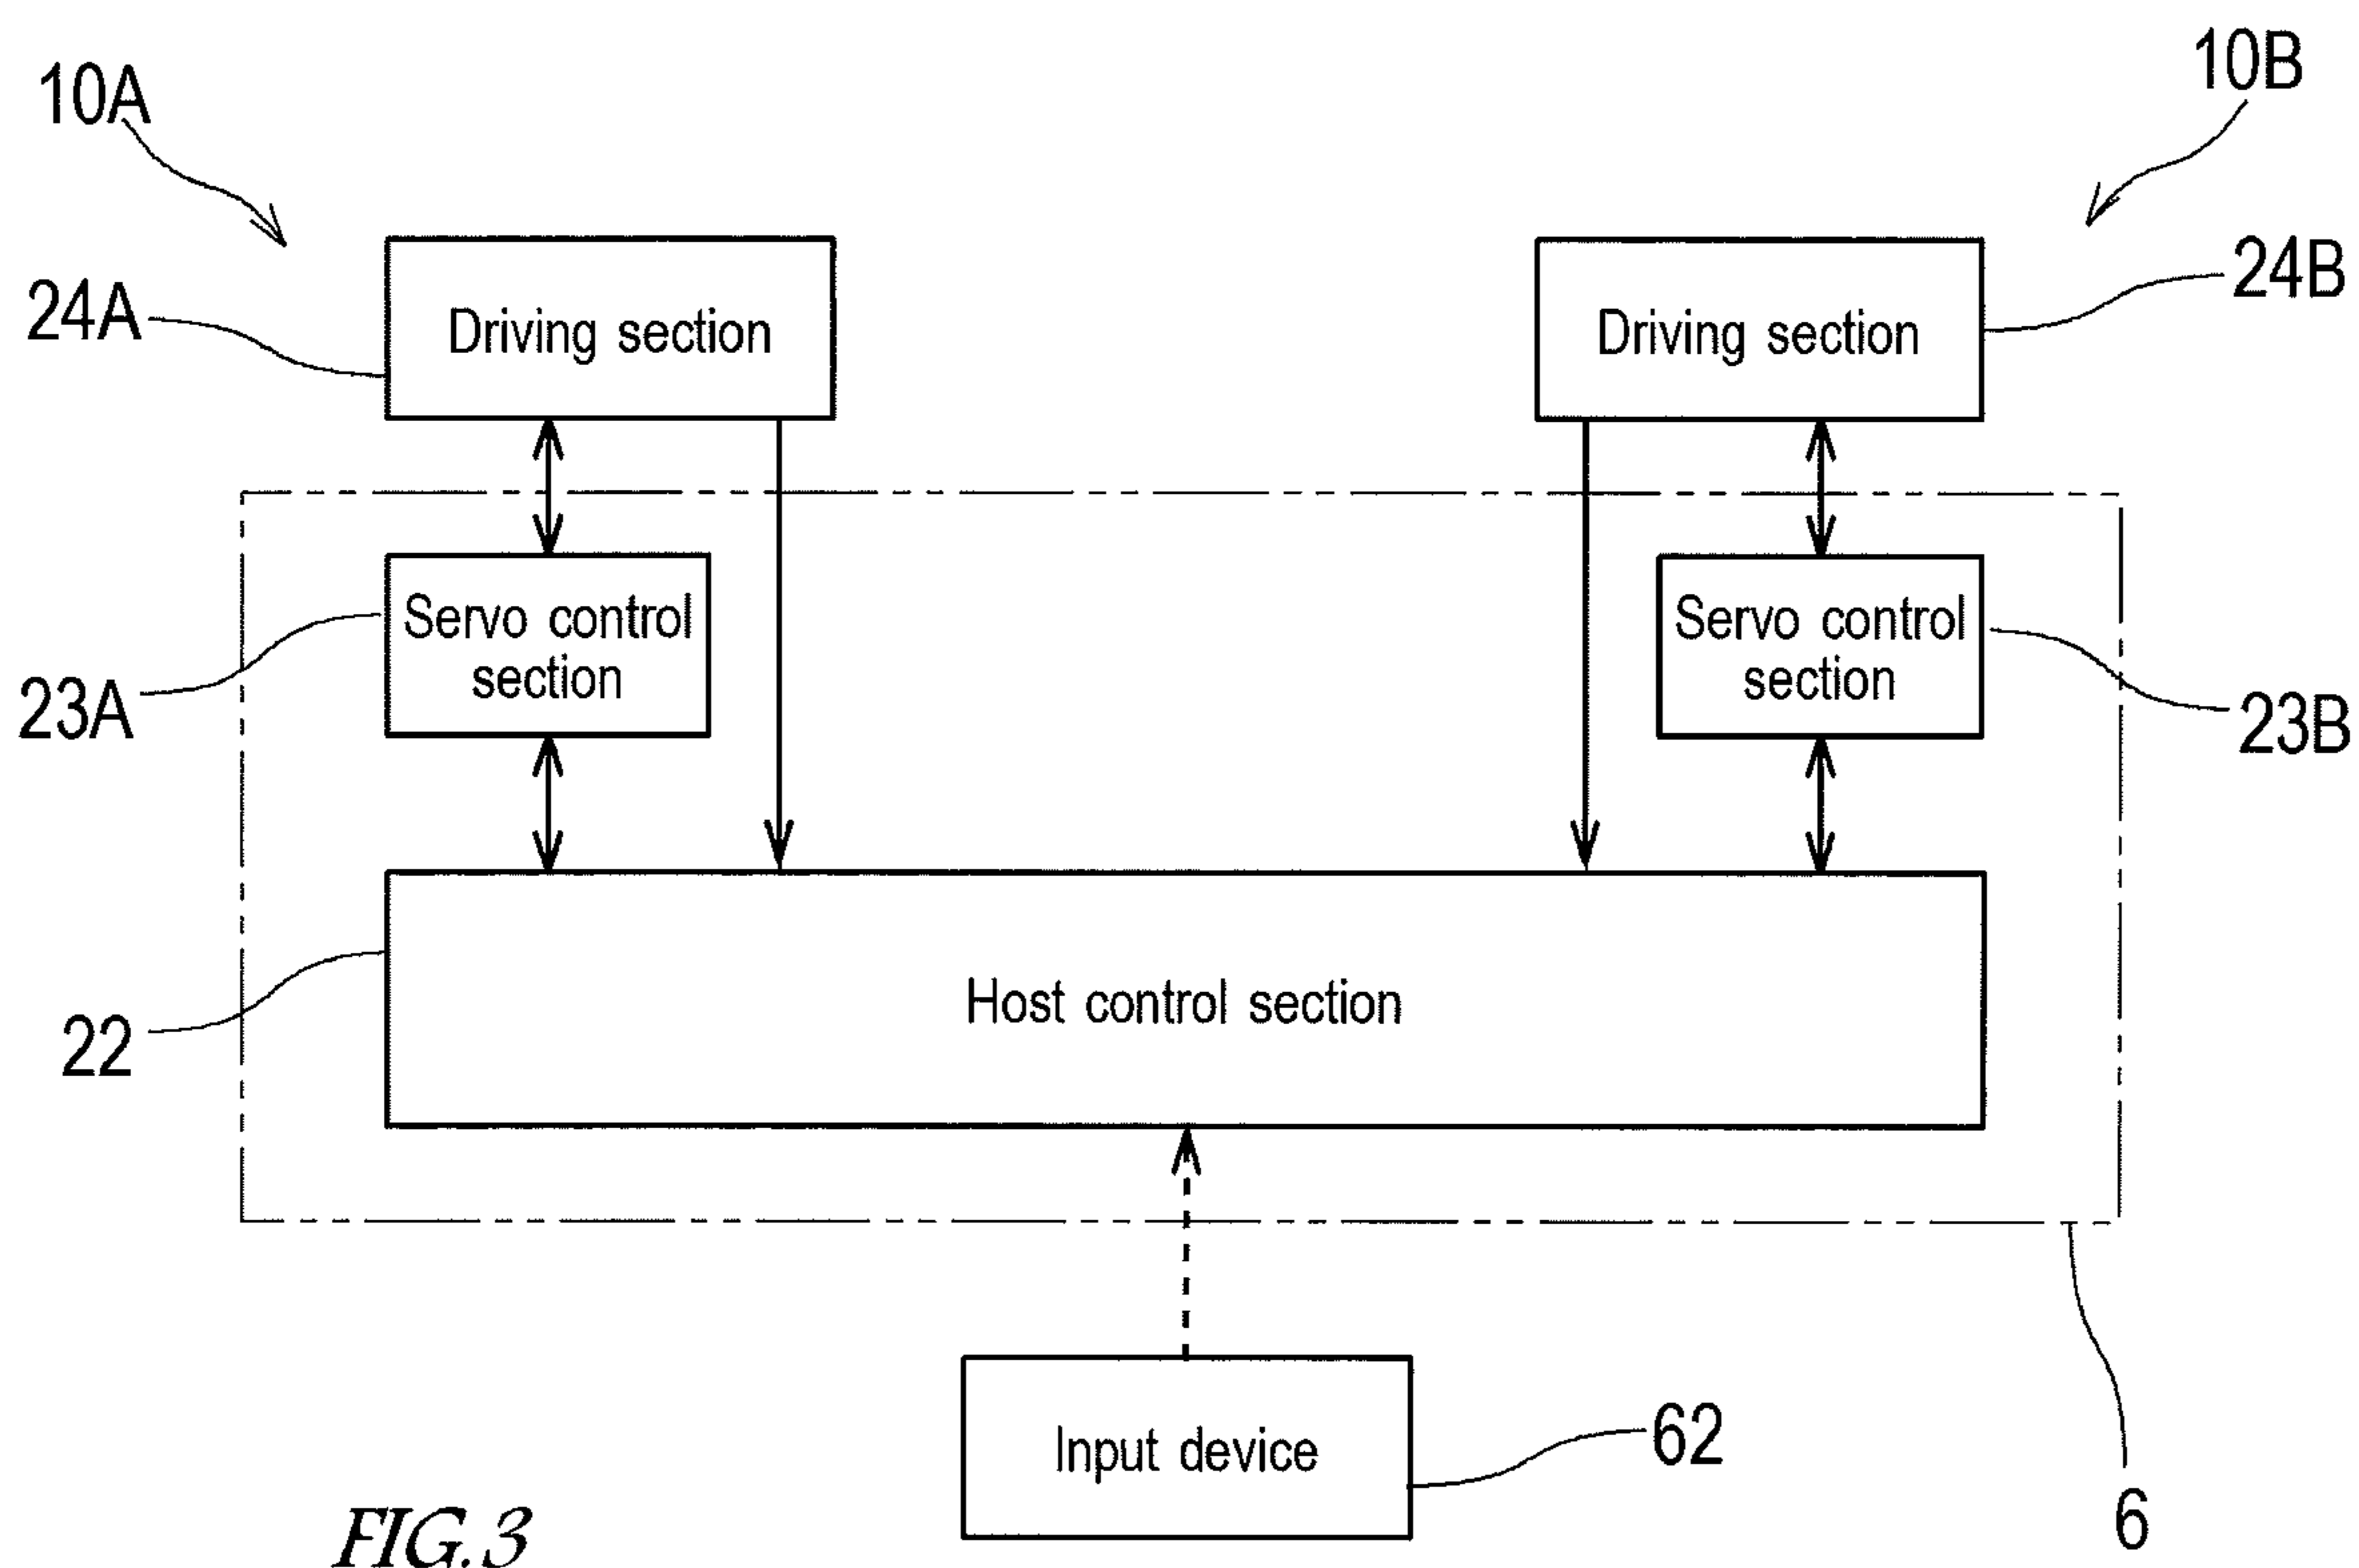 10A
10B
24A
Driving section
Driving section
24B
23A
Servo control
section
Servo control
section
23B
22
Host control section
Input device
62
6
FIG.3